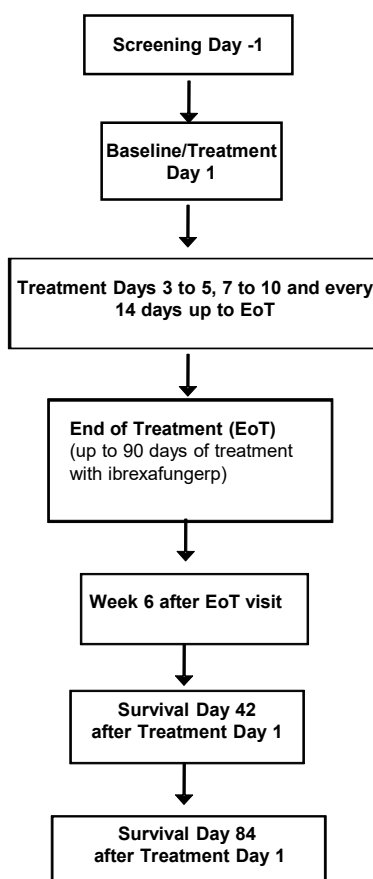 Screening Day -1
Baseline/Treatment
Day 1
Treatment Days 3 to 5, 7 to 10 and every
14 days up to EoT
End of Treatment (EoT)
(up to 90 days of treatment
with ibrexafungerp)
Week 6 after EoT visit
Survival Day 42
after Treatment Day 1
Survival Day 84
after Treatment Day 1